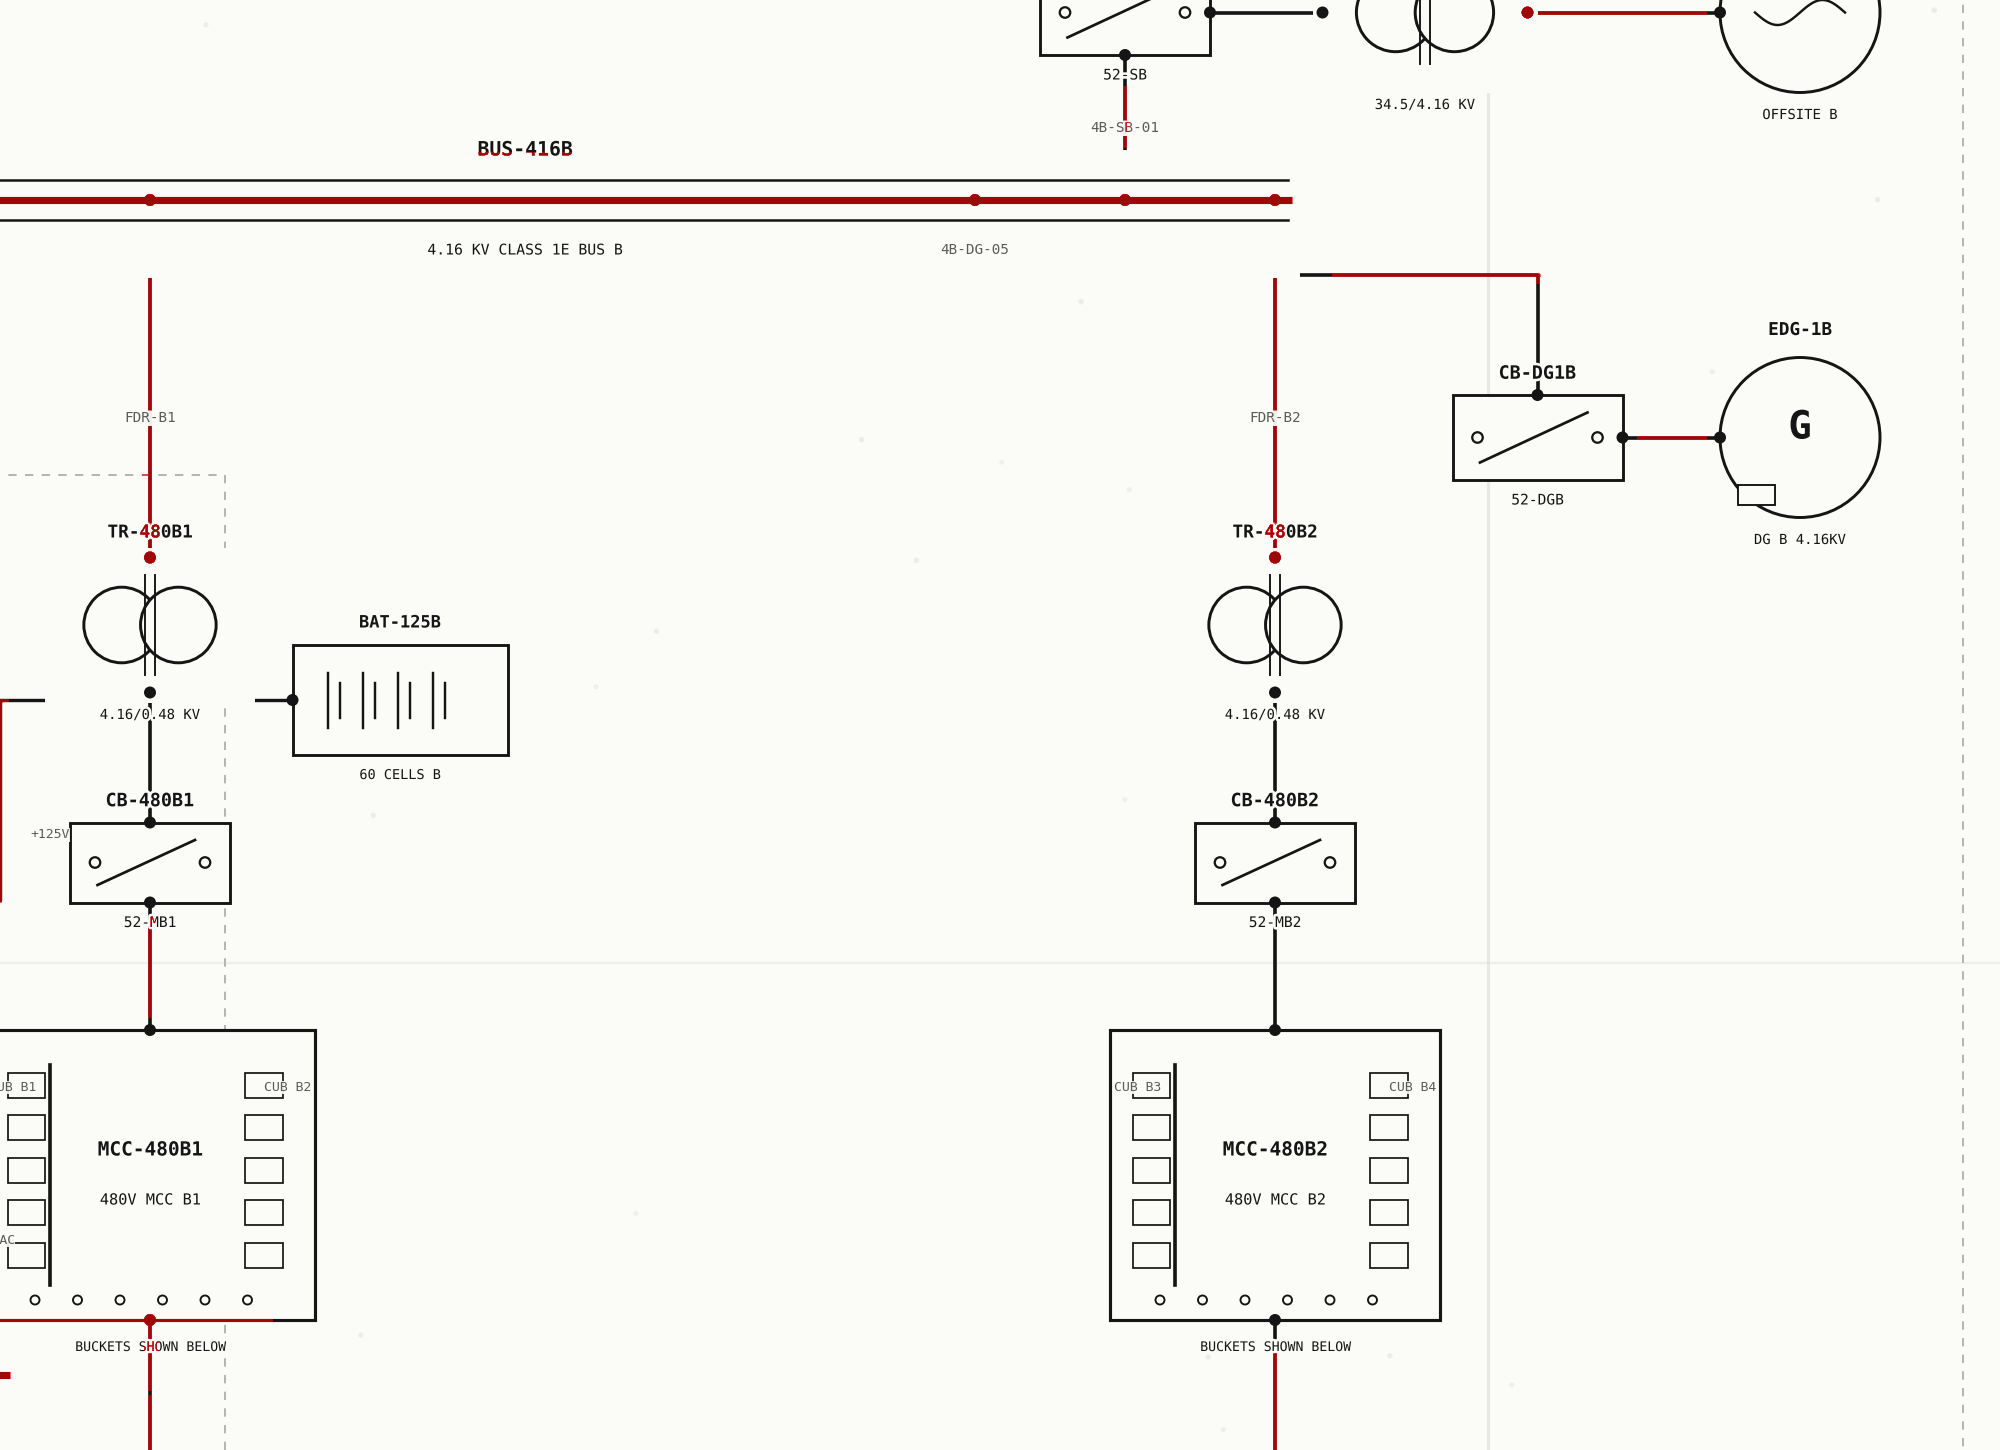 52-SB
34.5/4.16 KV
OFFSITE B
4B-SB-01
BUS-416B
4.16 KV CLASS 1E BUS B
4B-DG-05
EDG-1B
CB-DG1B
G
FDR-B1
FDR-B2
52-DGB
TR-480B1
TR-480B2
DG B 4.16KV
BAT-125B
4.16/0.48 KV
4.16/0.48 KV
60 CELLS B
CB-480B1
CB-480B2
+125V
52-MB1
52-MB2
UB B1
CUB B2
CUB B3
CUB B4
MCC-480B1
MCC-480B2
480V MCC B1
480V MCC B2
AC
BUCKETS SHOWN BELOW
BUCKETS SHOWN BELOW